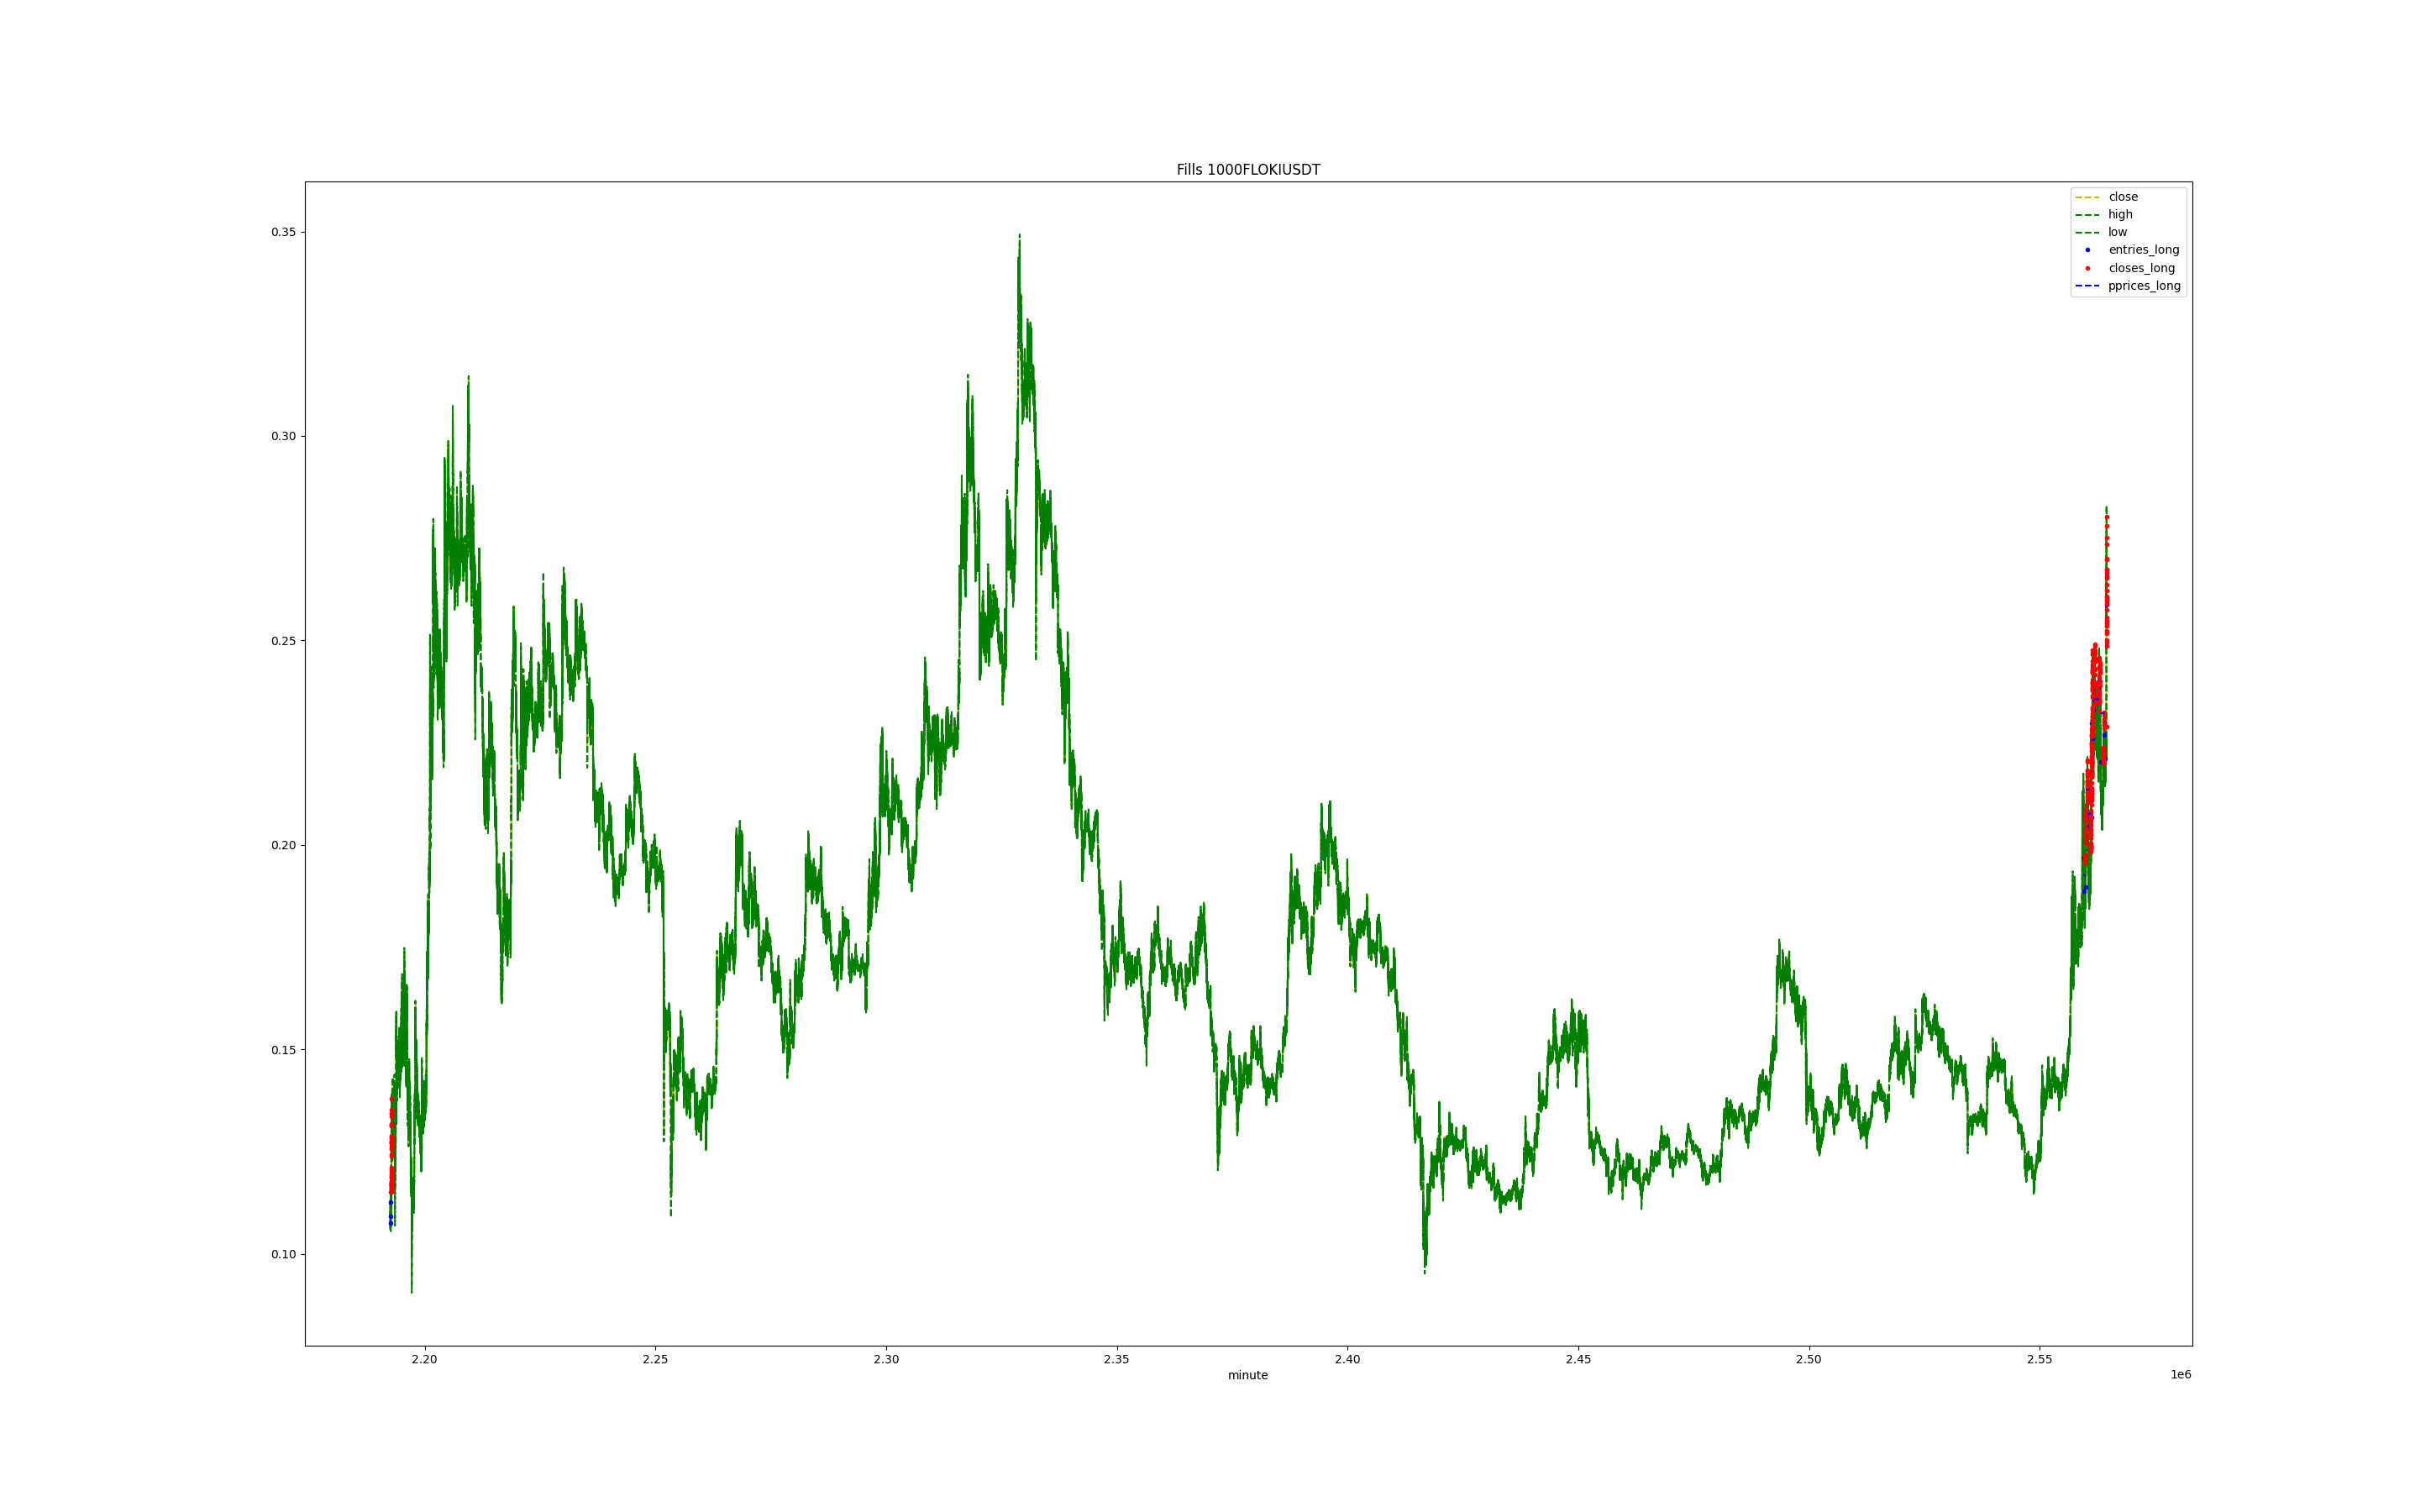 Fills 1000FLOKIUSDT
close
high
low
entries_long
closes_long
pprices_long
0.35
0.30
0.25
0.20
0.15
0.10
2.20 2.25 2.30 2.35 2.40 2.45 2.50 2.55
minute
1e6